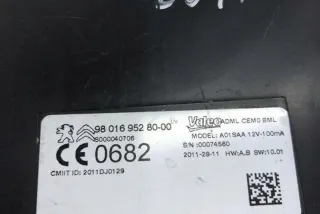 98 016 952 80-00
S000040T06
CE 0682
CMIIT ID: 2011DJ0129
Valeo
ADML CEM0 BML
MODEL: A01SAA 12V-100mA
S/N :00074560
2011-29-11 HW:A.B SW:10.01